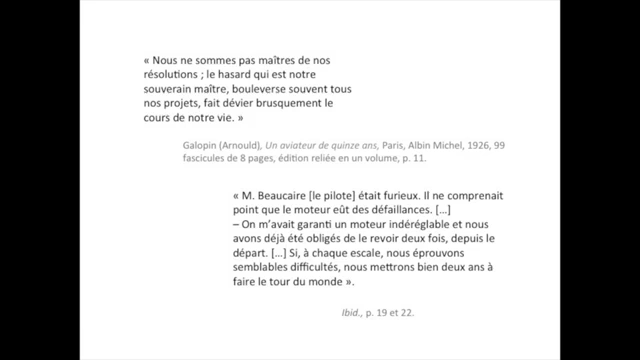 « Nous ne sommes pas maîtres de nos
résolutions ; le hasard qui est notre
souverain maître, bouleverse souvent tous
nos projets, fait dévier brusquement le
cours de notre vie. »
Galopin (Arnould), Un aviateur de quinze ans, Paris, Albin Michel, 1926, 99
fascicules de 8 pages, édition reliée en un volume, p. 11.
« M. Beaucaire [le pilote] était furieux. Il ne comprenait
point que le moteur eût des défaillances. […]
– On m’avait garanti un moteur indéréglable et nous
avons déjà été obligés de le revoir deux fois, depuis le
départ. […] Si, à chaque escale, nous éprouvons
semblables difficultés, nous mettrons bien deux ans à
faire le tour du monde ».
Ibid., p. 19 et 22.